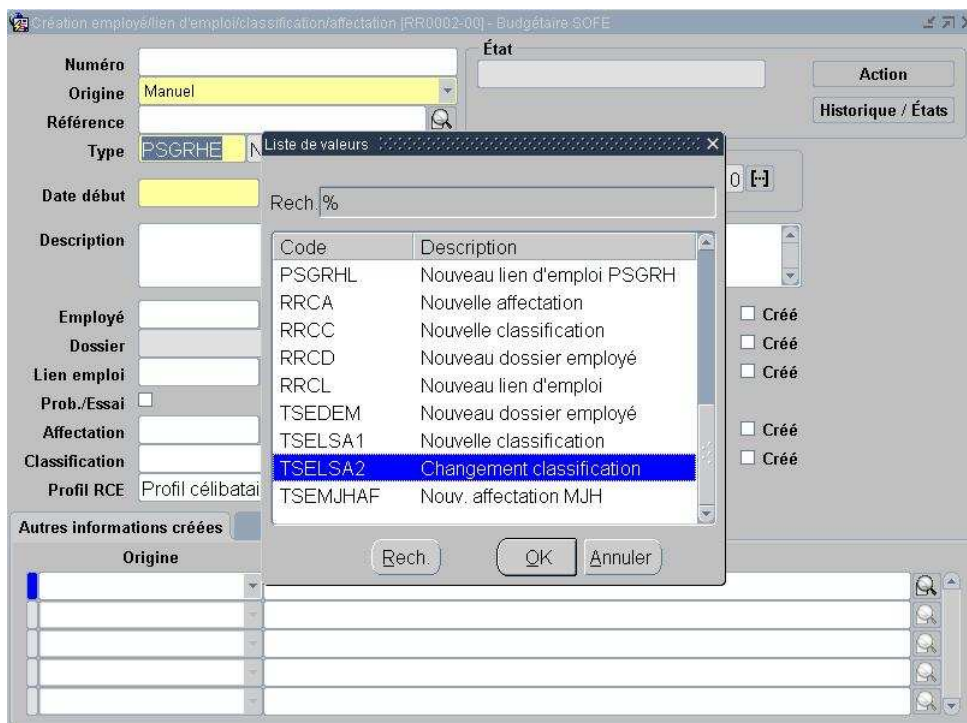 Création employé/lien d'emploi/classification/affectation [RR0002-00] - Budgétaire SOFE
État
Numéro
Origine Manuel
Référence
Type PSGRHE N
Action
Historique / États
Date début
0 [··]
Description
Employé
Créé
Dossier
Créé
Lien emploi
Créé
Prob./Essai
Affectation
Créé
Classification
Créé
Profil RCE Profil célibatai
Liste de valeurs
Rech. %
Code Description
PSGRHL Nouveau lien d'emploi PSGRH
RRCA Nouvelle affectation
RRCC Nouvelle classification
RRCD Nouveau dossier employé
RRCL Nouveau lien d'emploi
TSEDEM Nouveau dossier employé
TSELSA1 Nouvelle classification
TSELSA2 Changement classification
TSEMJHAF Nouv. affectation MJH
Rech. OK Annuler
Autres informations créées
Origine